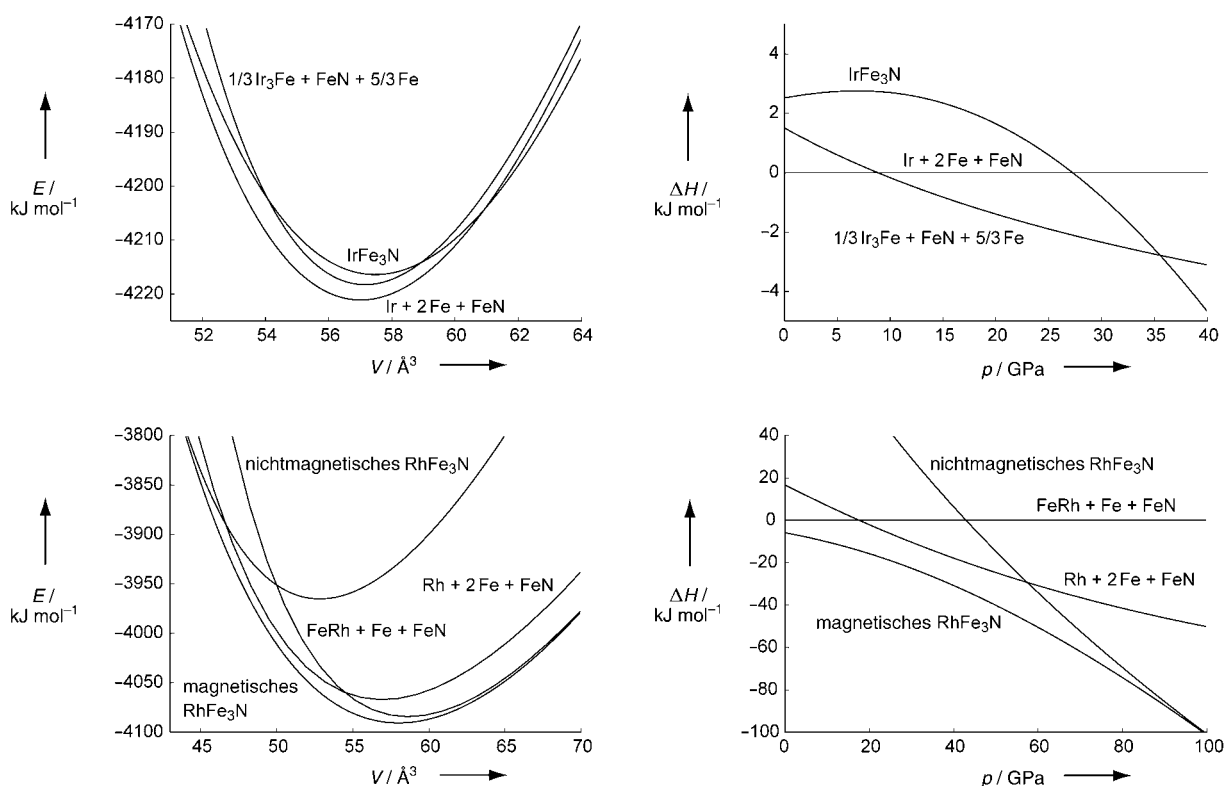 −4170
−4180
−4190
−4200
−4210
−4220
E /
kJ mol⁻¹
1/3 Ir₃Fe + FeN + 5/3 Fe
IrFe₃N
Ir + 2 Fe + FeN
52 54 56 58 60 62 64
V / Å³
4
2
0
−2
−4
ΔH /
kJ mol⁻¹
IrFe₃N
Ir + 2 Fe + FeN
1/3 Ir₃Fe + FeN + 5/3 Fe
0 5 10 15 20 25 30 35 40
p / GPa
−3800
−3850
−3900
−3950
−4000
−4050
−4100
E /
kJ mol⁻¹
nichtmagnetisches RhFe₃N
Rh + 2 Fe + FeN
FeRh + Fe + FeN
magnetisches
RhFe₃N
45 50 55 60 65 70
V / Å³
40
20
0
−20
−40
−60
−80
−100
ΔH /
kJ mol⁻¹
nichtmagnetisches RhFe₃N
FeRh + Fe + FeN
Rh + 2 Fe + FeN
magnetisches RhFe₃N
0 20 40 60 80 100
p / GPa